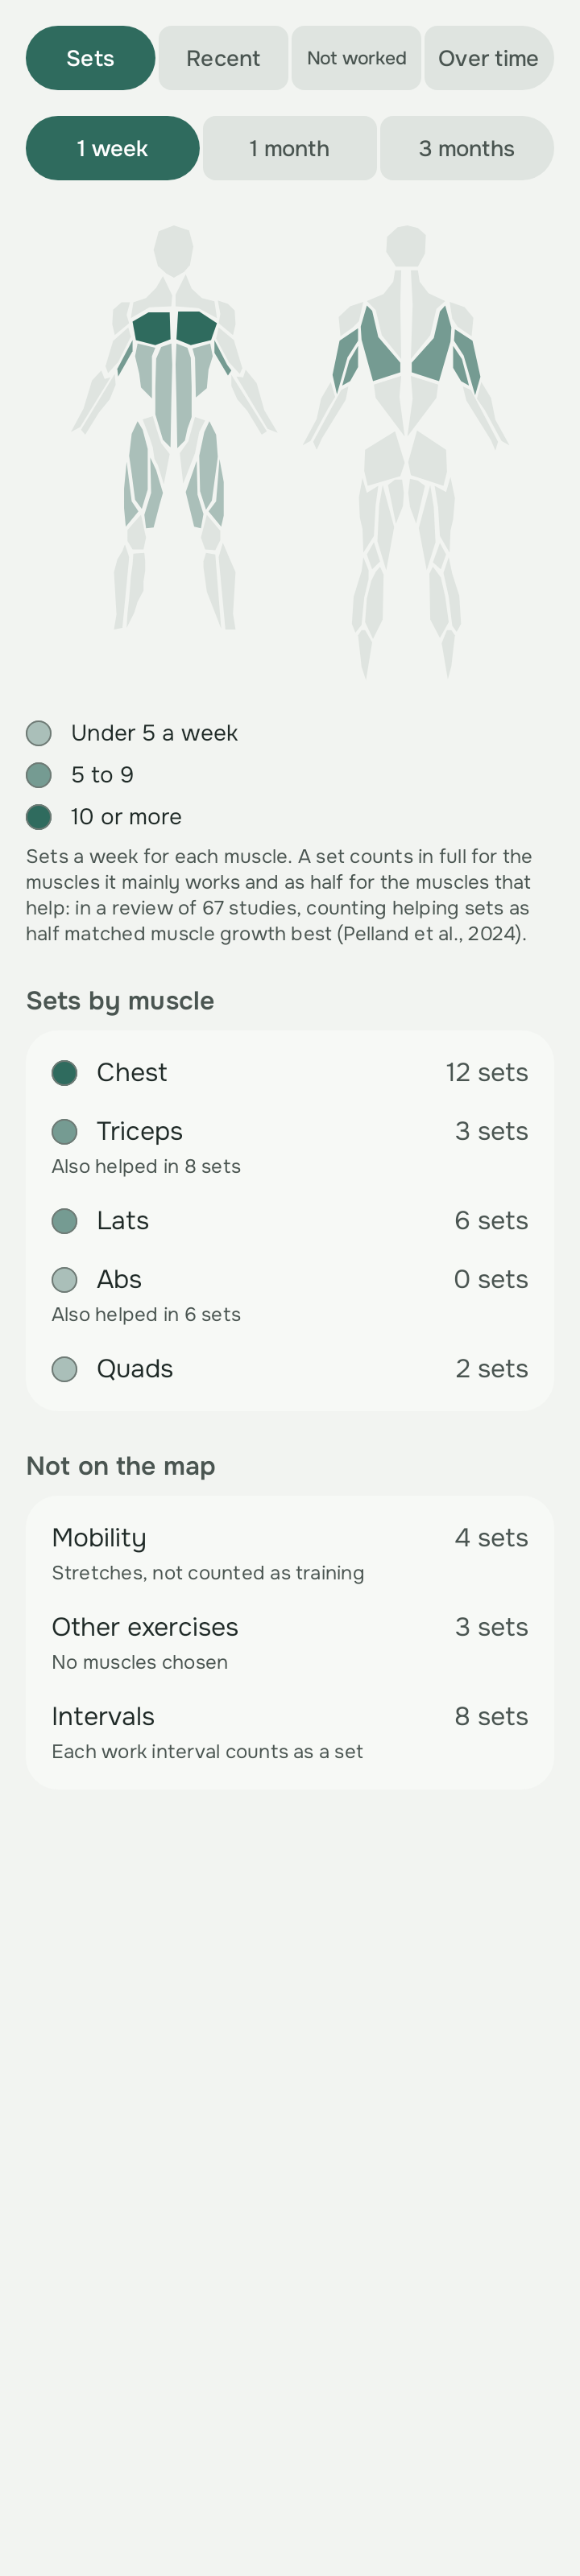 Sets
Recent
Not worked
Over time
1 week
1 month
3 months
Under 5 a week
5 to 9
10 or more
Sets a week for each muscle. A set counts in full for the
muscles it mainly works and as half for the muscles that
help: in a review of 67 studies, counting helping sets as
half matched muscle growth best (Pelland et al., 2024).
Sets by muscle
Chest 12 sets
Triceps 3 sets
Also helped in 8 sets
Lats 6 sets
Abs 0 sets
Also helped in 6 sets
Quads 2 sets
Not on the map
Mobility 4 sets
Stretches, not counted as training
Other exercises 3 sets
No muscles chosen
Intervals 8 sets
Each work interval counts as a set